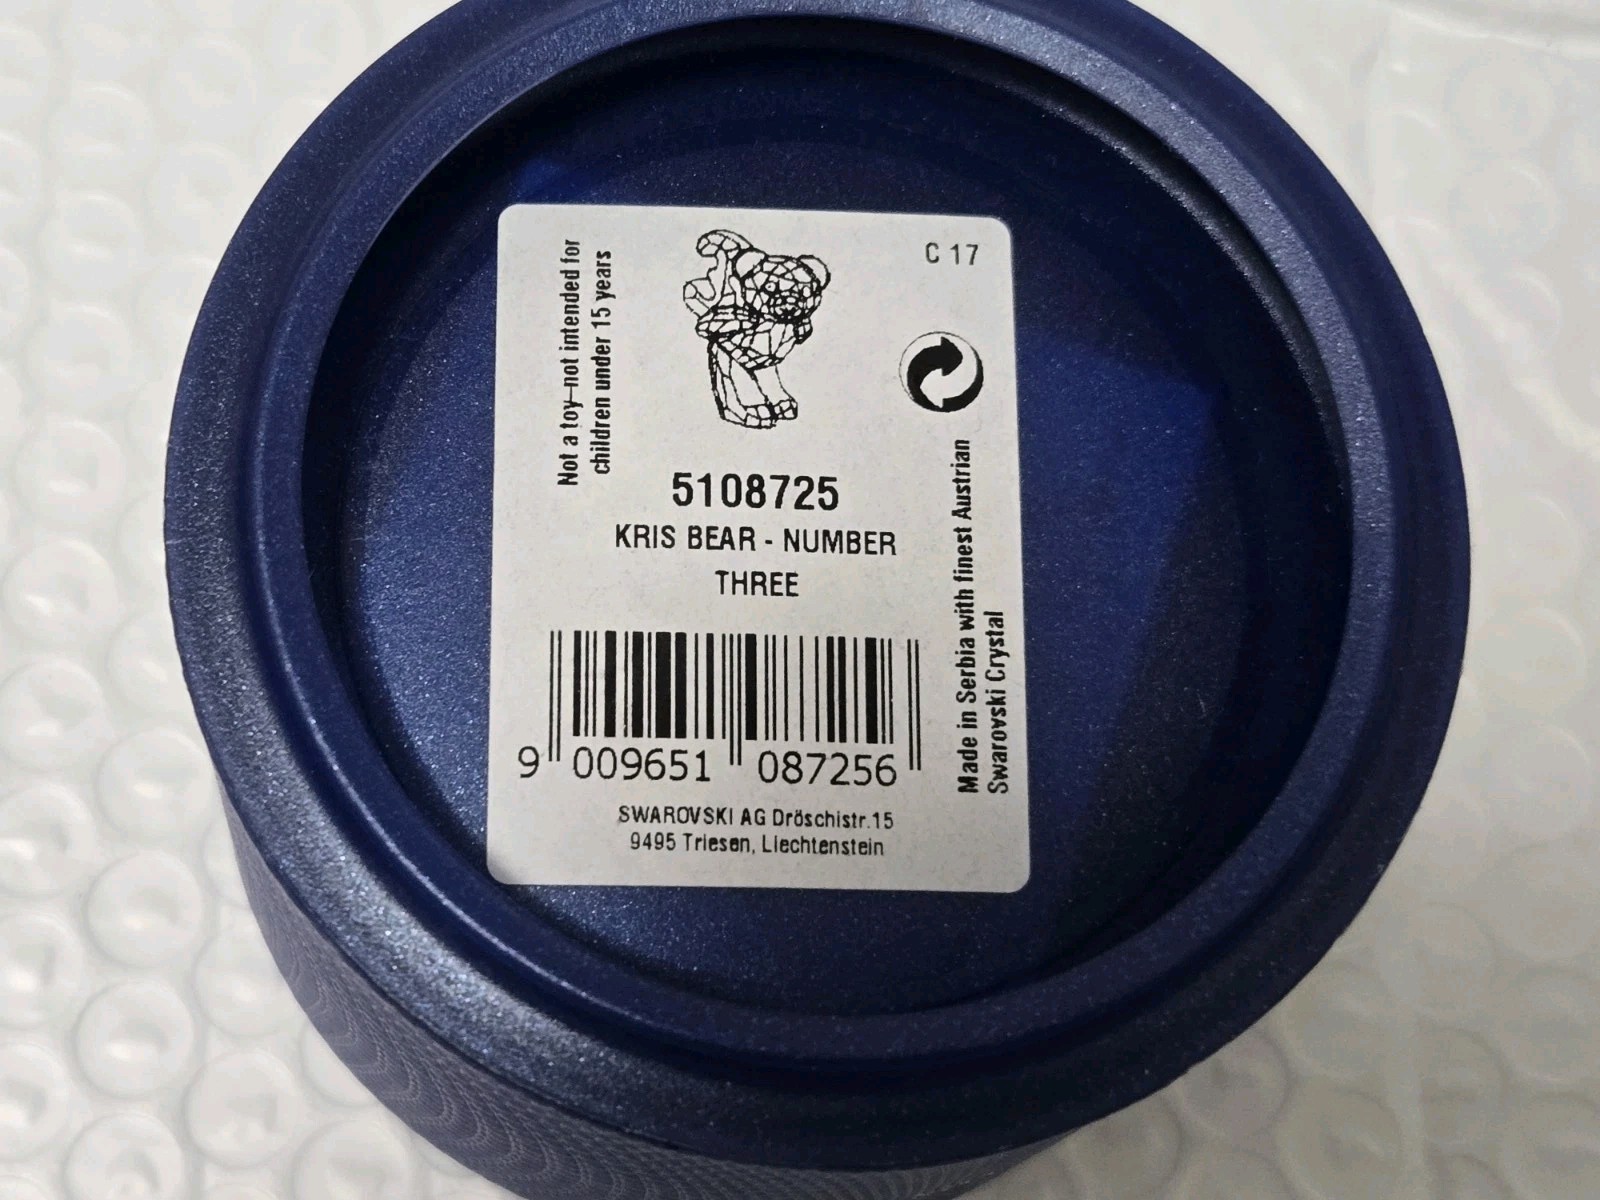 C 17
Not a toy–not intended for
children under 15 years
5108725
KRIS BEAR - NUMBER
THREE
9 009651 087256
Made in Serbia with finest Austrian
Swarovski Crystal
SWAROVSKI AG Dröschistr.15
9495 Triesen, Liechtenstein